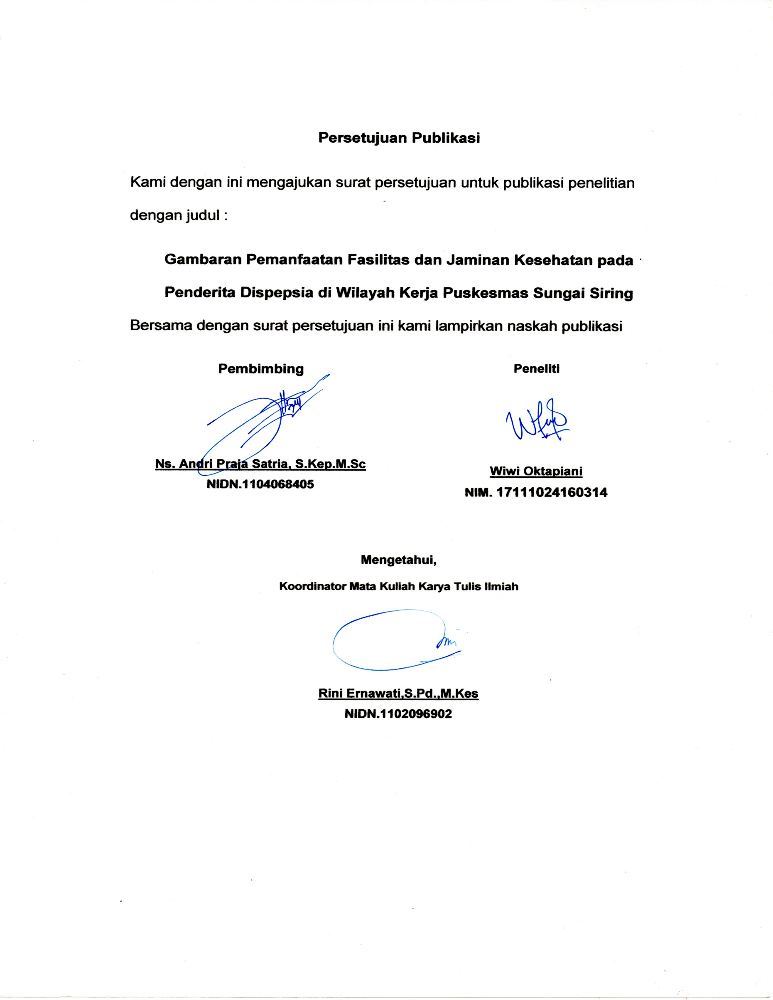 Persetujuan Publikasi
Kami dengan ini mengajukan surat persetujuan untuk publikasi penelitian
dengan judul :
Gambaran Pemanfaatan Fasilitas dan Jaminan Kesehatan pada
Penderita Dispepsia di Wilayah Kerja Puskesmas Sungai Siring
Bersama dengan surat persetujuan ini kami lampirkan naskah publikasi
Pembimbing
Ns. Andri Praja Satria, S.Kep.M.Sc
NIDN.1104068405
Peneliti
Wiwi Oktapiani
NIM. 17111024160314
Mengetahui,
Koordinator Mata Kuliah Karya Tulis Ilmiah
Rini Ernawati,S.Pd.,M.Kes
NIDN.1102096902